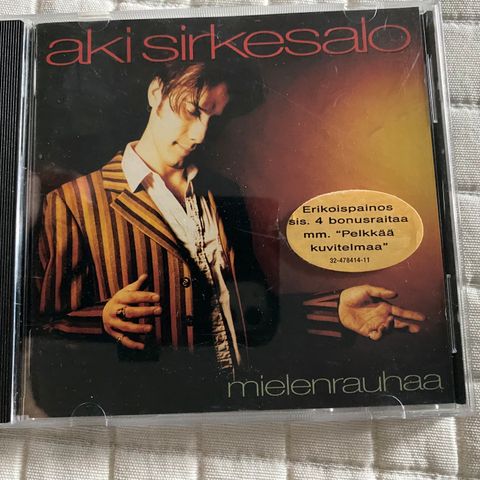 aki sirkesalo
Erikoispainos
sis. 4 bonusraitaa
mm. "Pelkkää
kuvitelmaa"
32-478414-11
mielenrauhaa